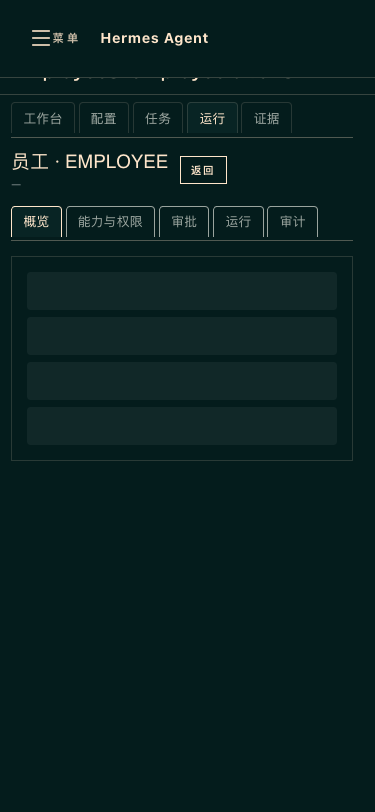 菜单 Hermes Agent
工作台 配置 任务 运行 证据
员工 · EMPLOYEE 返回
—
概览 能力与权限 审批 运行 审计